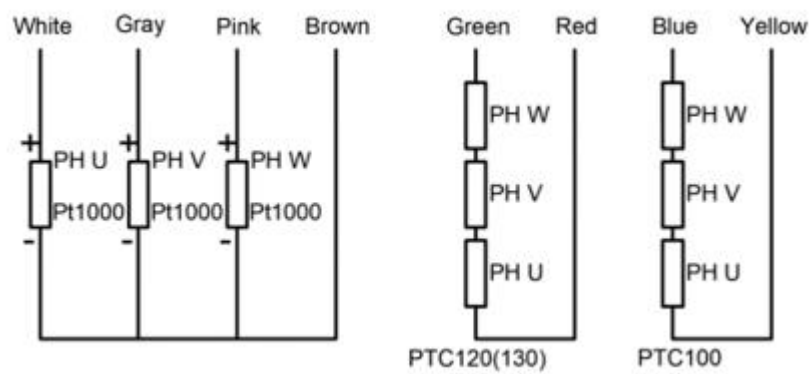 White Gray Pink Brown Green Red Blue Yellow
PH W PH W
+ PH U + PH V + PH W
Pt1000 Pt1000 Pt1000 PH V PH V
- - -
PH U PH U
PTC120(130) PTC100